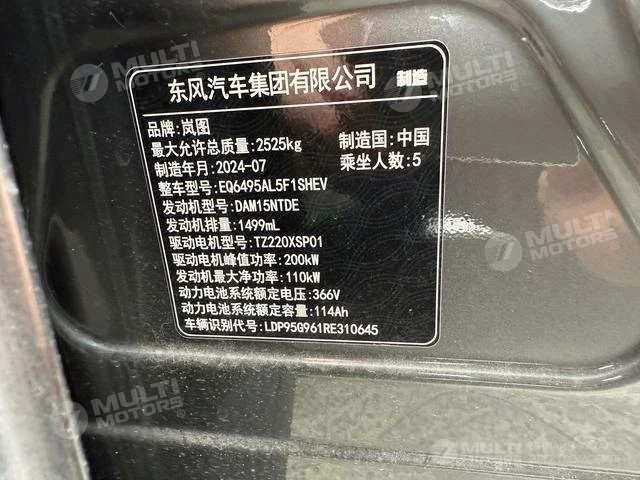 东风汽车集团有限公司 制造
品牌:岚图
最大允许总质量:2525kg 制造国:中国
制造年月:2024-07 乘坐人数:5
整车型号:EQ6495AL5F1SHEV
发动机型号:DAM15NTDE
发动机排量:1499mL
驱动电机型号:TZ220XSP01
驱动电机峰值功率:200kW
发动机最大净功率:110kW
动力电池系统额定电压:366V
动力电池系统额定容量:114Ah
车辆识别代号:LDP95G961RE310645
MULTI MOTORS®
MULTI MOTORS®
MULTI MOTORS®
MULTI MOTORS®
MULTI